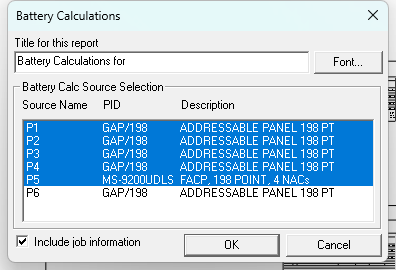 Battery Calculations
Title for this report
Battery Calculations for
Font...
Battery Calc Source Selection
Source Name PID Description
P1 GAP/198 ADDRESSABLE PANEL 198 PT
P2 GAP/198 ADDRESSABLE PANEL 198 PT
P3 GAP/198 ADDRESSABLE PANEL 198 PT
P4 GAP/198 ADDRESSABLE PANEL 198 PT
P5 MS-9200UDLS FACP, 198 POINT, 4 NACs
P6 GAP/198 ADDRESSABLE PANEL 198 PT
Include job information
OK
Cancel